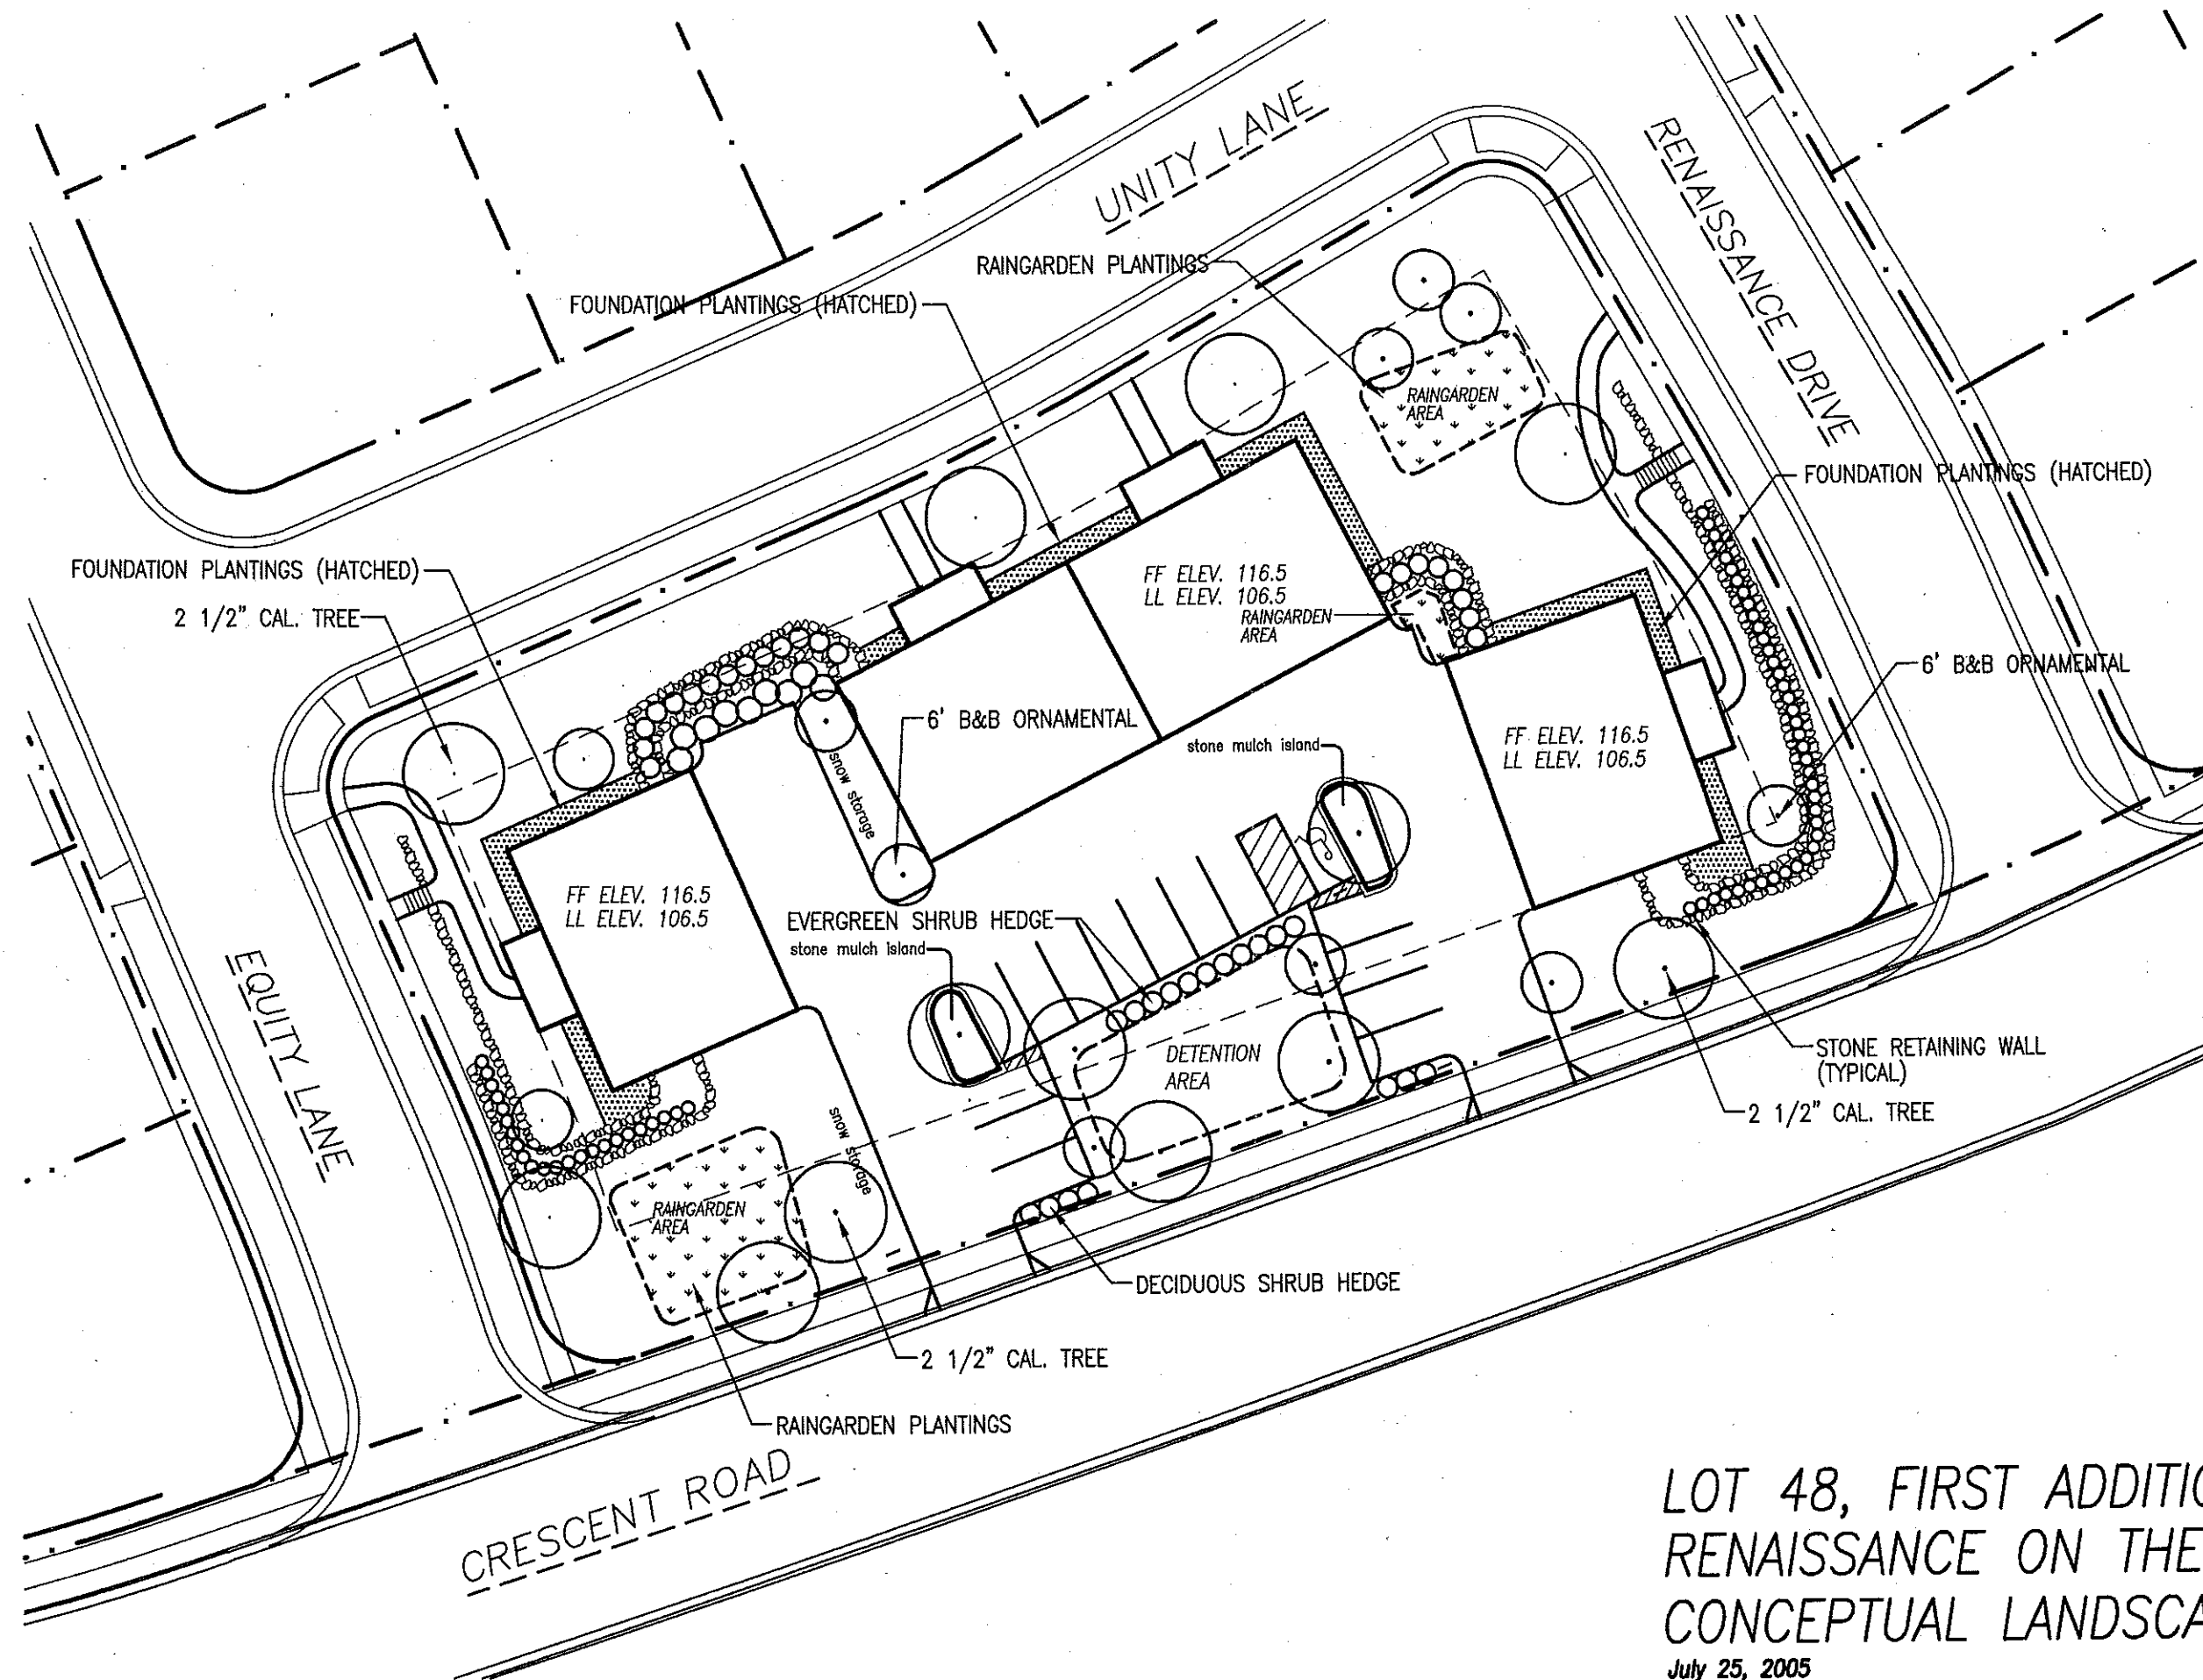 UNITY LANE
RENAISSANCE DRIVE
RAINGARDEN PLANTINGS
FOUNDATION PLANTINGS (HATCHED)
RAINGARDEN
AREA
FOUNDATION PLANTINGS (HATCHED)
FOUNDATION PLANTINGS (HATCHED)
2 1/2" CAL. TREE
FF ELEV. 116.5
LL ELEV. 106.5
RAINGARDEN
AREA
6' B&B ORNAMENTAL
6' B&B ORNAMENTAL
stone mulch island
FF ELEV. 116.5
LL ELEV. 106.5
snow storage
FF ELEV. 116.5
LL ELEV. 106.5
EVERGREEN SHRUB HEDGE
stone mulch island
EQUITY LANE
DETENTION
AREA
STONE RETAINING WALL
(TYPICAL)
2 1/2" CAL. TREE
snow storage
RAINGARDEN
AREA
DECIDUOUS SHRUB HEDGE
2 1/2" CAL. TREE
RAINGARDEN PLANTINGS
CRESCENT ROAD
LOT 48, FIRST ADDITIO
RENAISSANCE ON THE
CONCEPTUAL LANDSCA
July 25, 2005